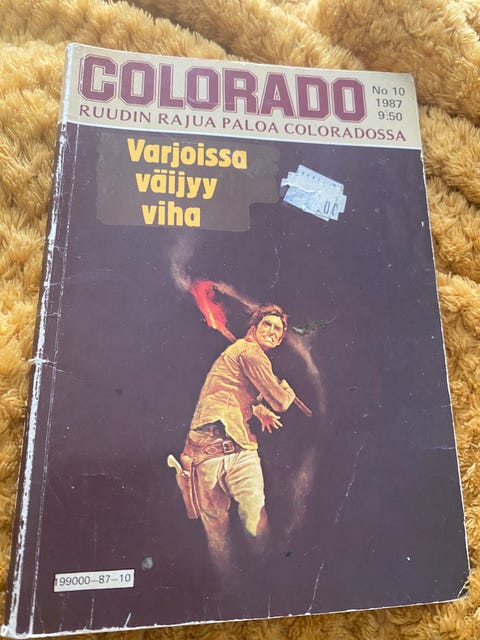 COLORADO
No 10
1987
9:50
RUUDIN RAJUA PALOA COLORADOSSA
Varjoissa
väijyy
viha
199000-87-10